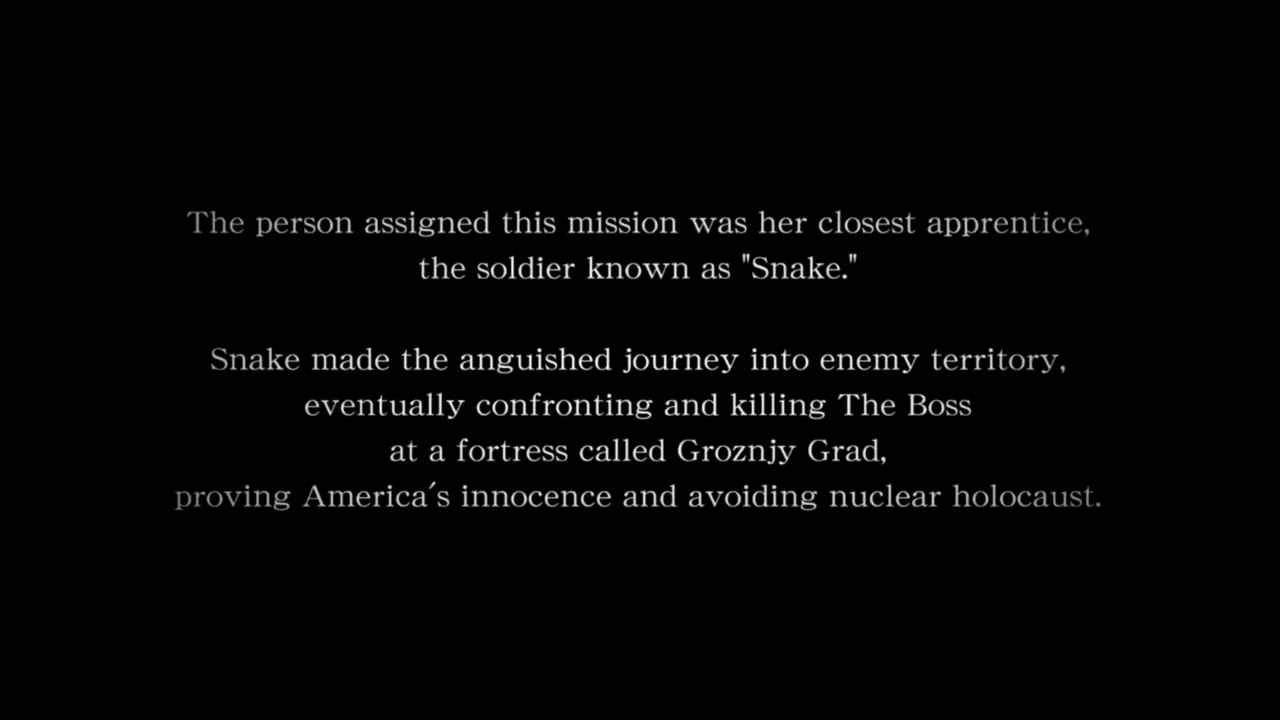 The person assigned this mission was her closest apprentice,
the soldier known as "Snake."
Snake made the anguished journey into enemy territory,
eventually confronting and killing The Boss
at a fortress called Groznjy Grad,
proving America's innocence and avoiding nuclear holocaust.